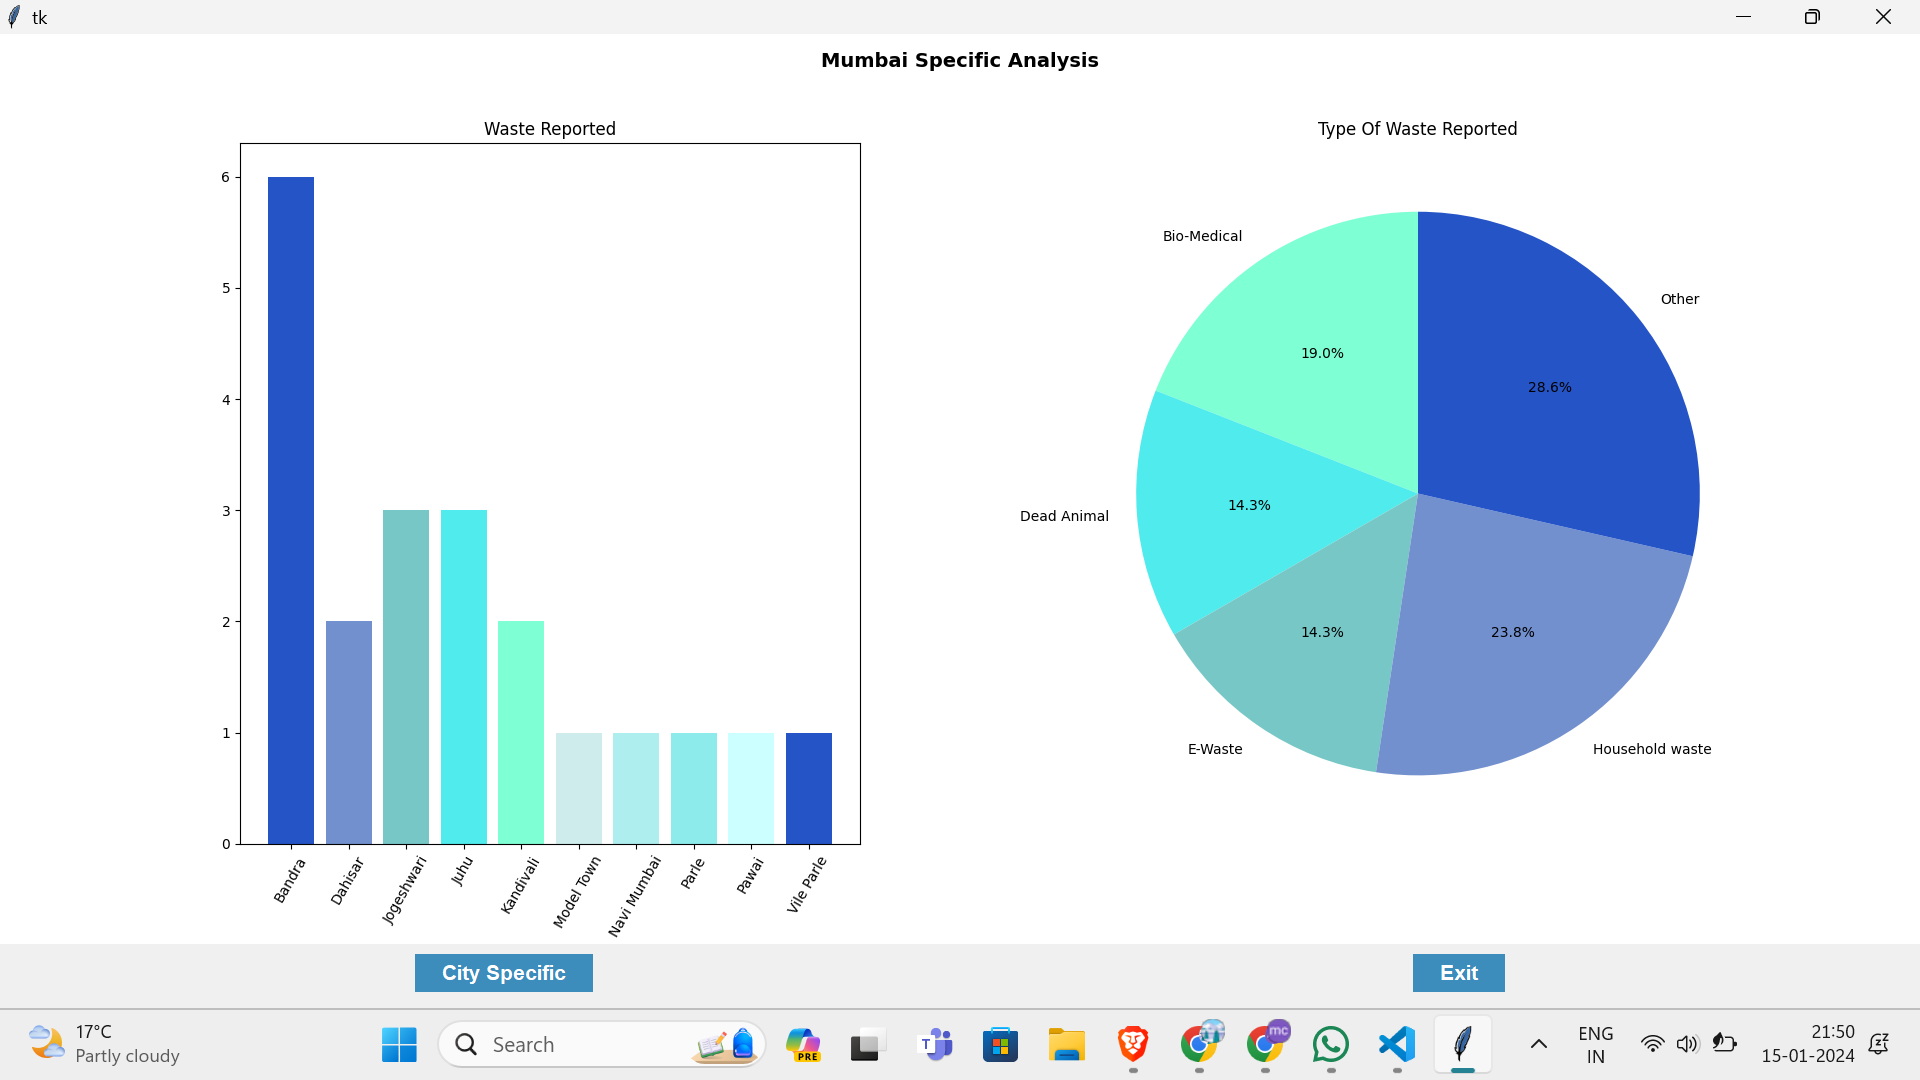 tk
Mumbai Specific Analysis
Waste Reported
6
5
4
3
2
1
0
Bandra
Dahisar
Jogeshwari
Juhu
Kandivali
Model Town
Navi Mumbai
Parle
Pawai
Vile Parle
Type Of Waste Reported
Bio-Medical
Other
19.0%
28.6%
Dead Animal
14.3%
14.3%
23.8%
E-Waste
Household waste
City Specific
Exit
17°C
Partly cloudy
Search
PRE
T
mc
ENG
IN
21:50
15-01-2024